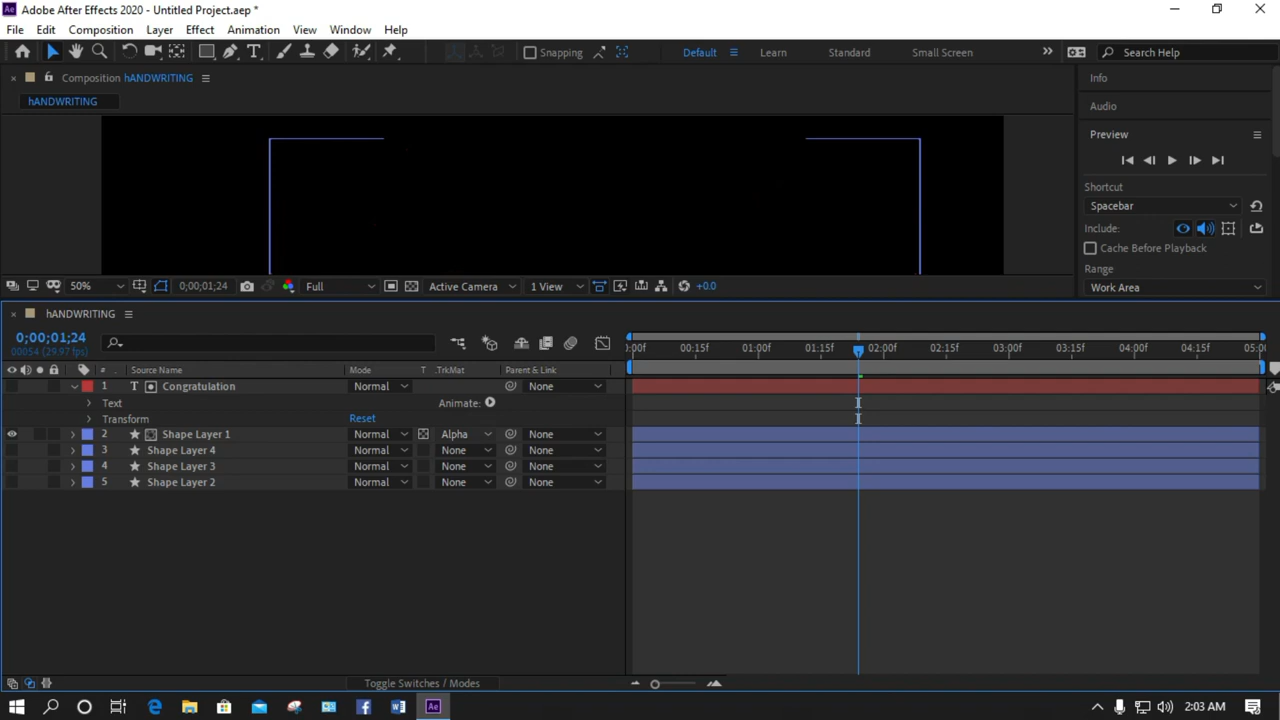 Adobe After Effects 2020 - Untitled Project.aep *
File Edit Composition Layer Effect Animation View Window Help
Snapping Default Learn Standard Small Screen Search Help
Composition hANDWRITING
hANDWRITING
Info
Audio
Preview
Shortcut
Spacebar
Include:
Cache Before Playback
Range
Work Area
50% 0;00;01;24 Full Active Camera 1 View +0.0
hANDWRITING
0;00;01;24
00054 (29.97 fps)
:00f 00:15f 01:00f 01:15f 02:00f 02:15f 03:00f 03:15f 04:00f 04:15f 05:00
# Source Name Mode T .TrkMat Parent & Link
1 T Congratulation Normal None
Text Animate:
Transform Reset
2 Shape Layer 1 Normal Alpha None
3 Shape Layer 4 Normal None None
4 Shape Layer 3 Normal None None
5 Shape Layer 2 Normal None None
Toggle Switches / Modes
Ae 2:03 AM